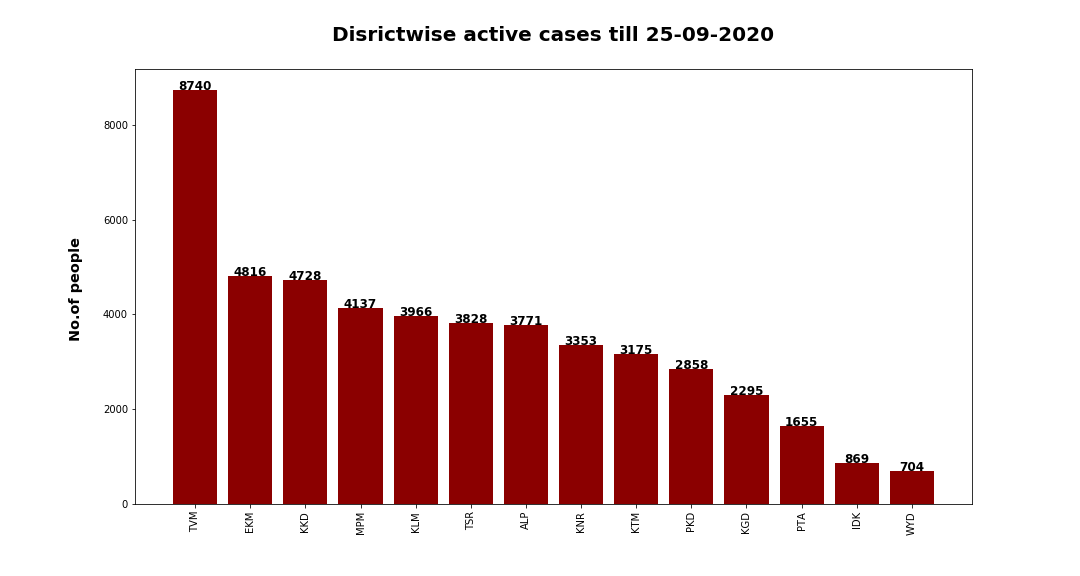 Disrictwise active cases till 25-09-2020
No.of people
8000
6000
4000
2000
0
8740
4816
4728
4137
3966
3828
3771
3353
3175
2858
2295
1655
869
704
TVM
EKM
KKD
MPM
KLM
TSR
ALP
KNR
KTM
PKD
KGD
PTA
IDK
WYD